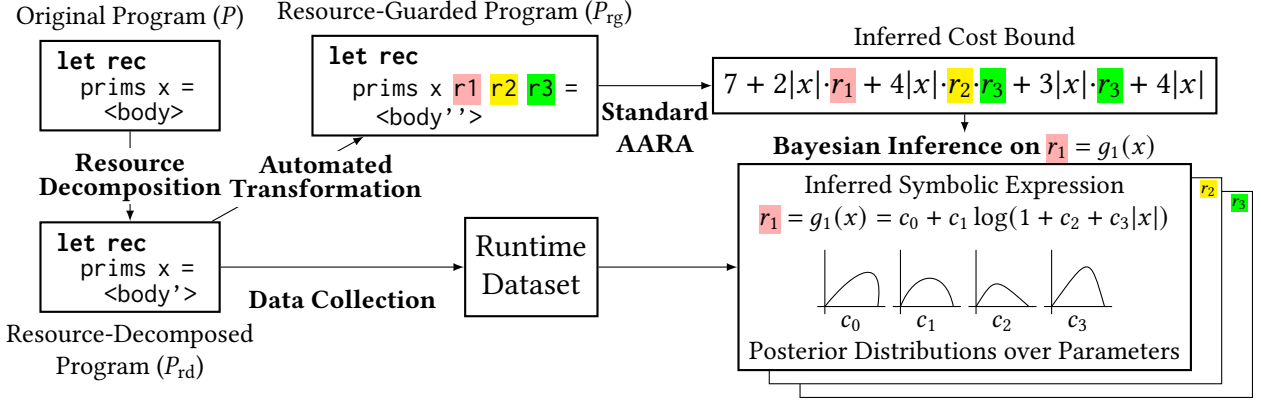 Original Program (P)
let rec
prims x =
<body>
Resource
Decomposition
let rec
prims x =
<body'>
Resource-Decomposed
Program (P_rd)
Resource-Guarded Program (P_rg)
let rec
prims x r1 r2 r3 =
<body''>
Automated
Transformation
Standard
AARA
Inferred Cost Bound
7 + 2|x|·r₁ + 4|x|·r₂·r₃ + 3|x|·r₃ + 4|x|
Bayesian Inference on r₁ = g₁(x)
Data Collection
Runtime
Dataset
Inferred Symbolic Expression
r₁ = g₁(x) = c₀ + c₁ log(1 + c₂ + c₃|x|)
c₀ c₁ c₂ c₃
Posterior Distributions over Parameters
r₂
r₃